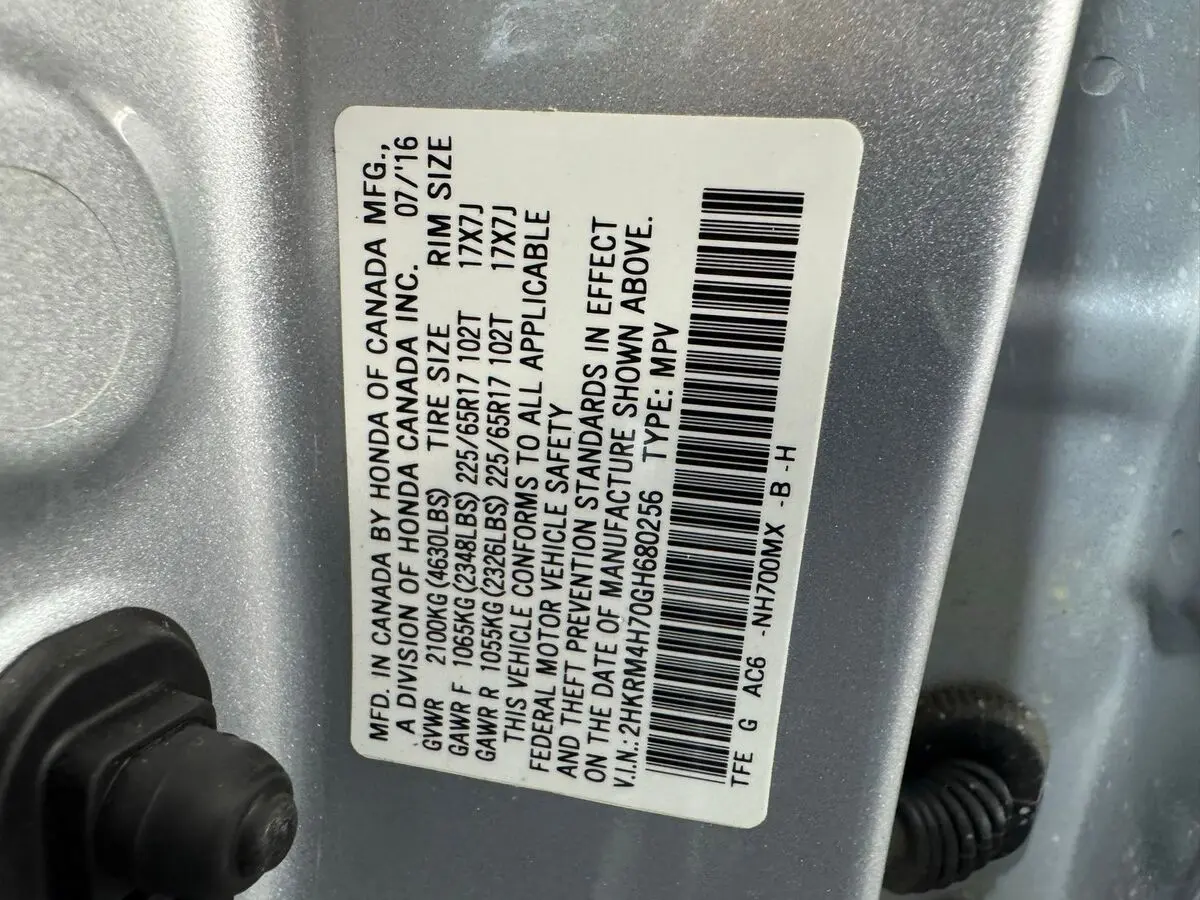 MFD. IN CANADA BY HONDA OF CANADA MFG.,
A DIVISION OF HONDA CANADA INC. 07/'16
GVWR 2100KG(4630LBS) TIRE SIZE RIM SIZE
GAWR F 1065KG(2348LBS) 225/65R17 102T 17X7J
GAWR R 1055KG(2326LBS) 225/65R17 102T 17X7J
THIS VEHICLE CONFORMS TO ALL APPLICABLE
FEDERAL MOTOR VEHICLE SAFETY
AND THEFT PREVENTION STANDARDS IN EFFECT
ON THE DATE OF MANUFACTURE SHOWN ABOVE.
V.I.N.:2HKRM4H70GH680256 TYPE: MPV
TFE G AC6 -NH700MX -B-H